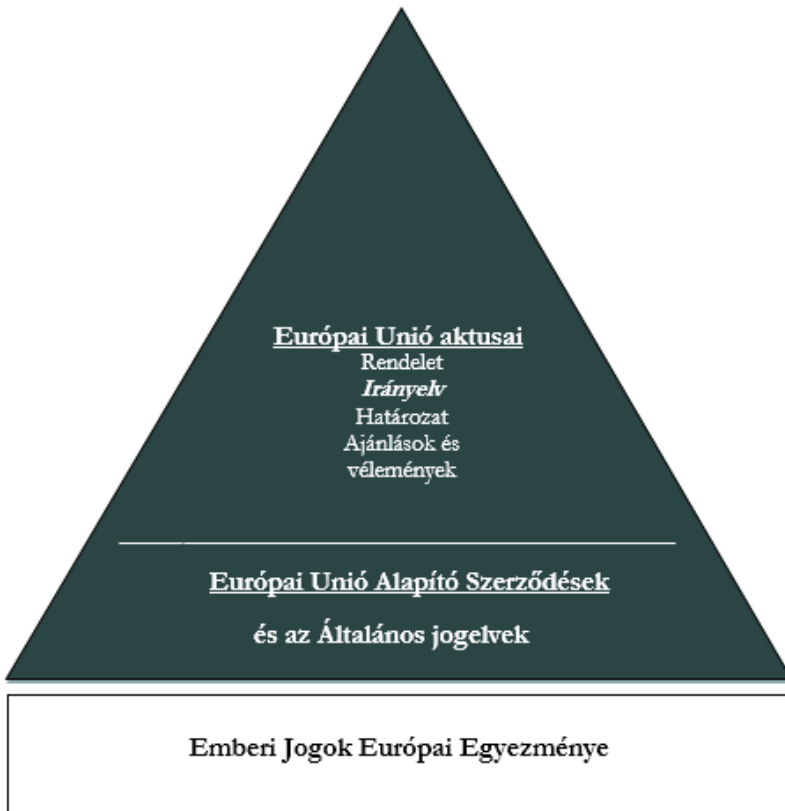 Európai Unió aktusai
Rendelet
Irányelv
Határozat
Ajánlások és
vélemények
Európai Unió Alapító Szerződések
és az Általános jogelvek
Emberi Jogok Európai Egyezménye